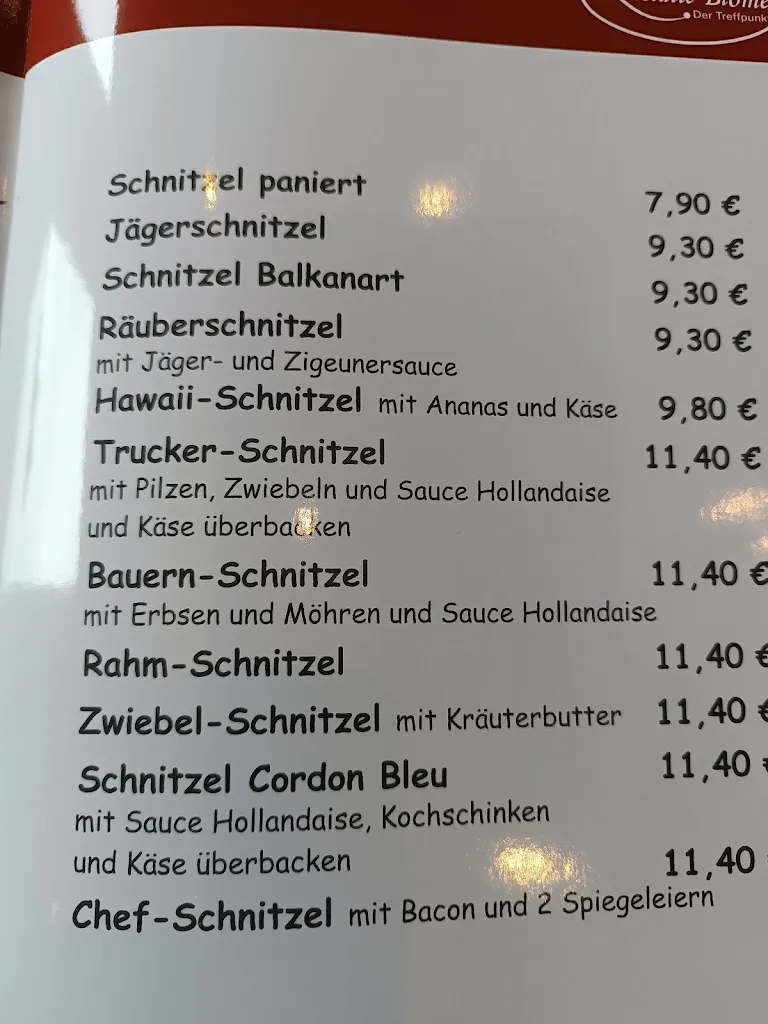 Der Treffpunk
Schnitzel paniert 7,90 €
Jägerschnitzel 9,30 €
Schnitzel Balkanart 9,30 €
Räuberschnitzel 9,30 €
mit Jäger- und Zigeunersauce
Hawaii-Schnitzel mit Ananas und Käse 9,80 €
Trucker-Schnitzel 11,40 €
mit Pilzen, Zwiebeln und Sauce Hollandaise
und Käse überbacken
Bauern-Schnitzel 11,40 €
mit Erbsen und Möhren und Sauce Hollandaise
Rahm-Schnitzel 11,40 €
Zwiebel-Schnitzel mit Kräuterbutter 11,40 €
Schnitzel Cordon Bleu 11,40 €
mit Sauce Hollandaise, Kochschinken
und Käse überbacken
Chef-Schnitzel mit Bacon und 2 Spiegeleiern 11,40